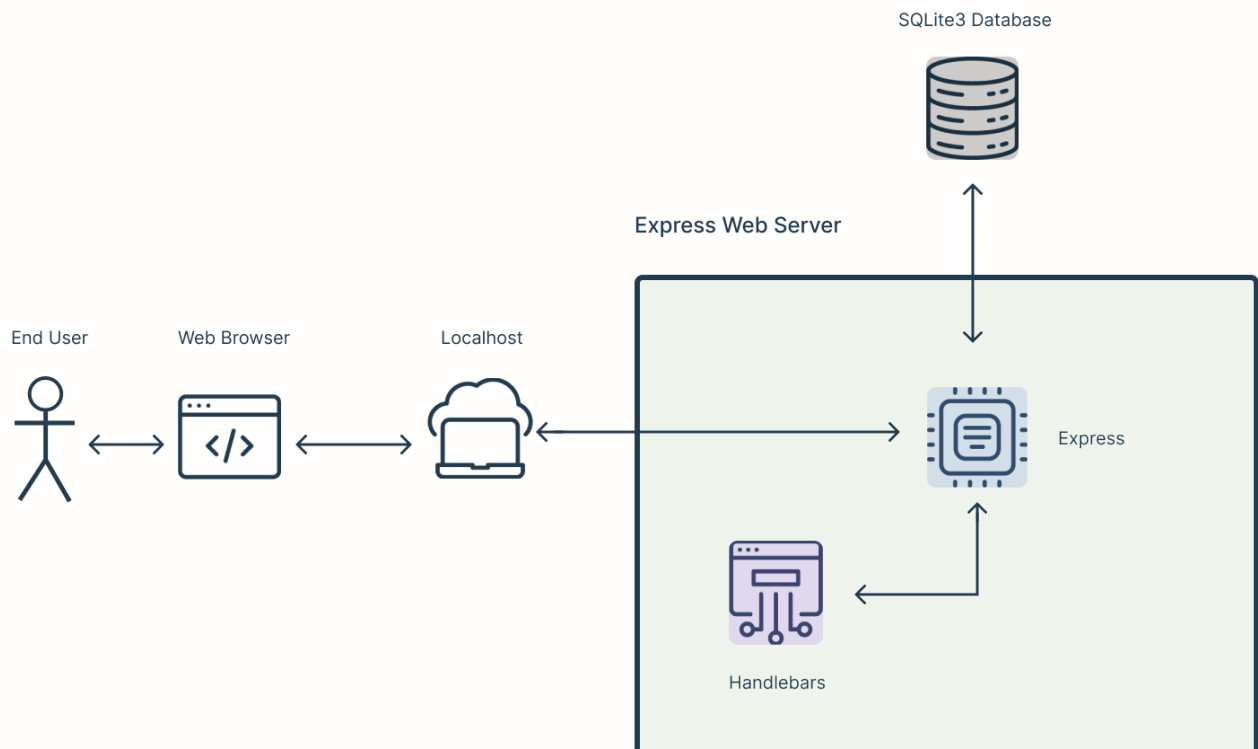 SQLite3 Database
Express Web Server
End User
Web Browser
Localhost
Express
Handlebars